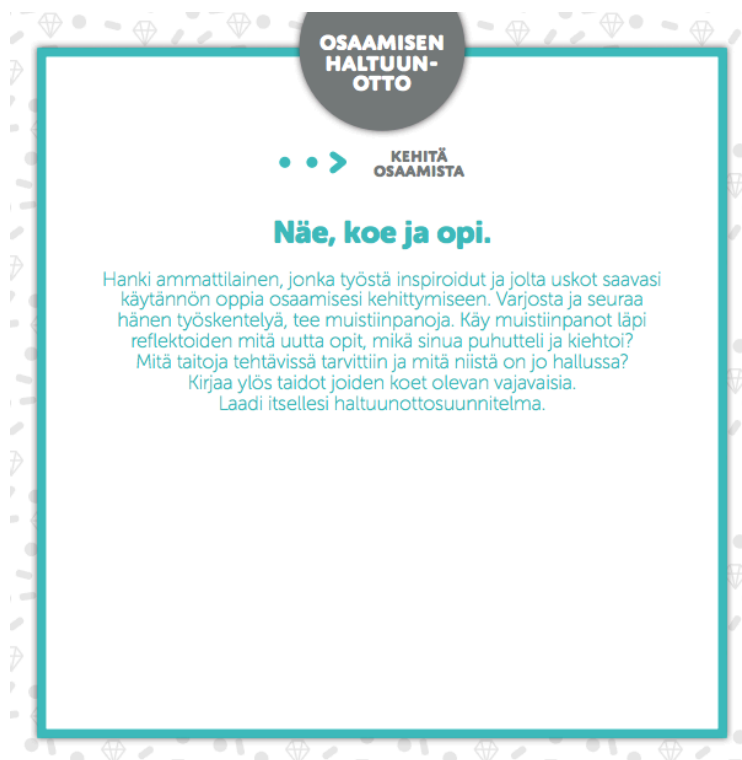 OSAAMISEN
HALTUUN-
OTTO
KEHITÄ
OSAAMISTA
Näe, koe ja opi.
Hanki ammattilainen, jonka työstä inspiroidut ja jolta uskot saavasi
käytännön oppia osaamisesi kehittymiseen. Varjosta ja seuraa
hänen työskentelyä, tee muistiinpanoja. Käy muistiinpanot läpi
reflektoiden mitä uutta opit, mikä sinua puhutteli ja kiehtoi?
Mitä taitoja tehtävissä tarvittiin ja mitä niistä on jo hallussa?
Kirjaa ylös taidot joiden koet olevan vajavaisia.
Laadi itsellesi haltuunottosuunnitelma.